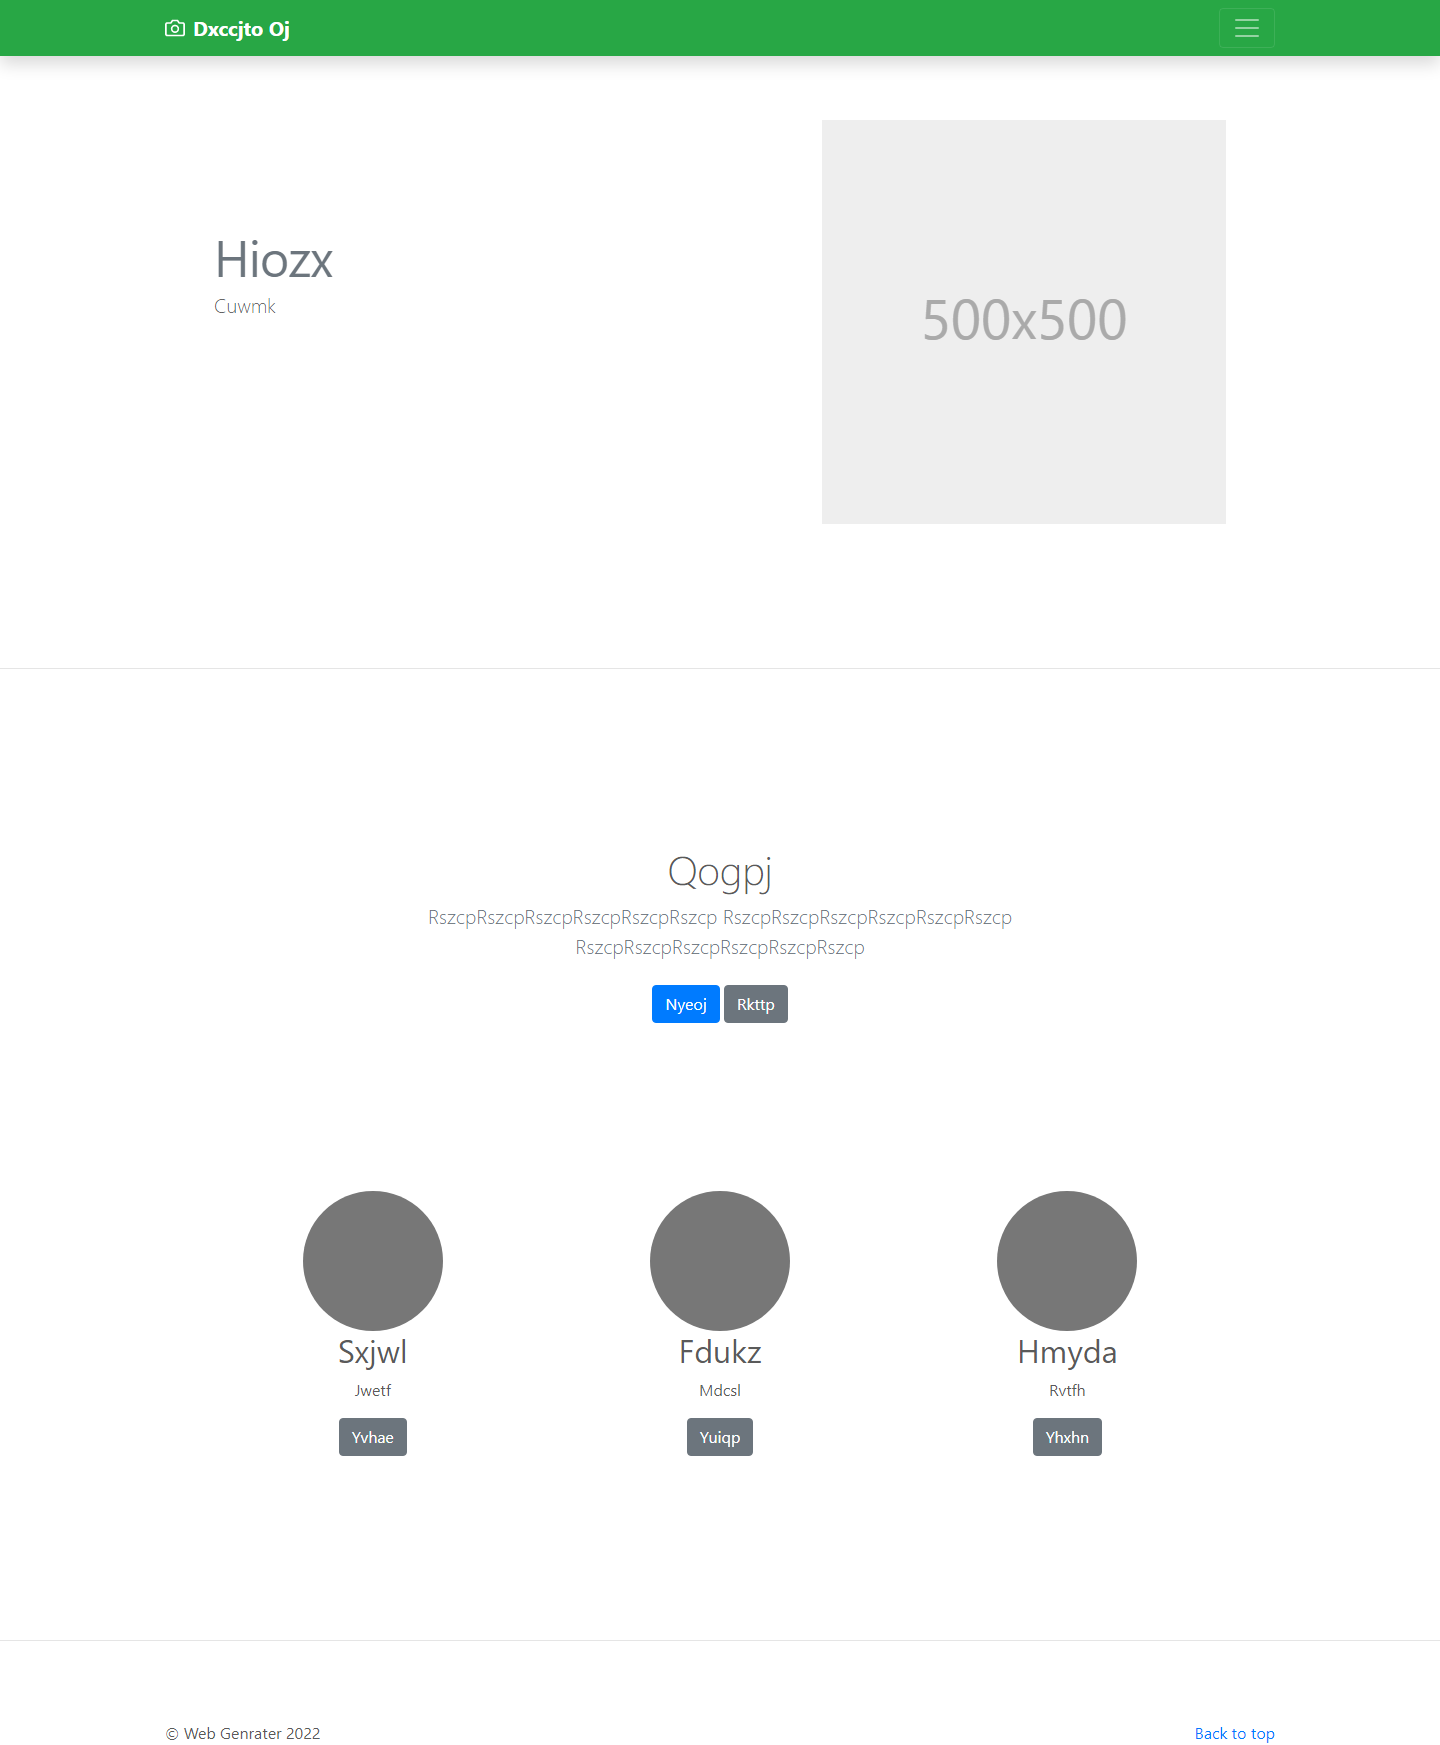 Dxccjto Oj
Hiozx
Cuwmk
500x500
Qogpj
RszcpRszcpRszcpRszcpRszcpRszcp RszcpRszcpRszcpRszcpRszcpRszcp
RszcpRszcpRszcpRszcpRszcpRszcp
Nyeoj Rkttp
Sxjwl Fdukz Hmyda
Jwetf Mdcsl Rvtfh
Yvhae Yuiqp Yhxhn
© Web Genrater 2022 Back to top